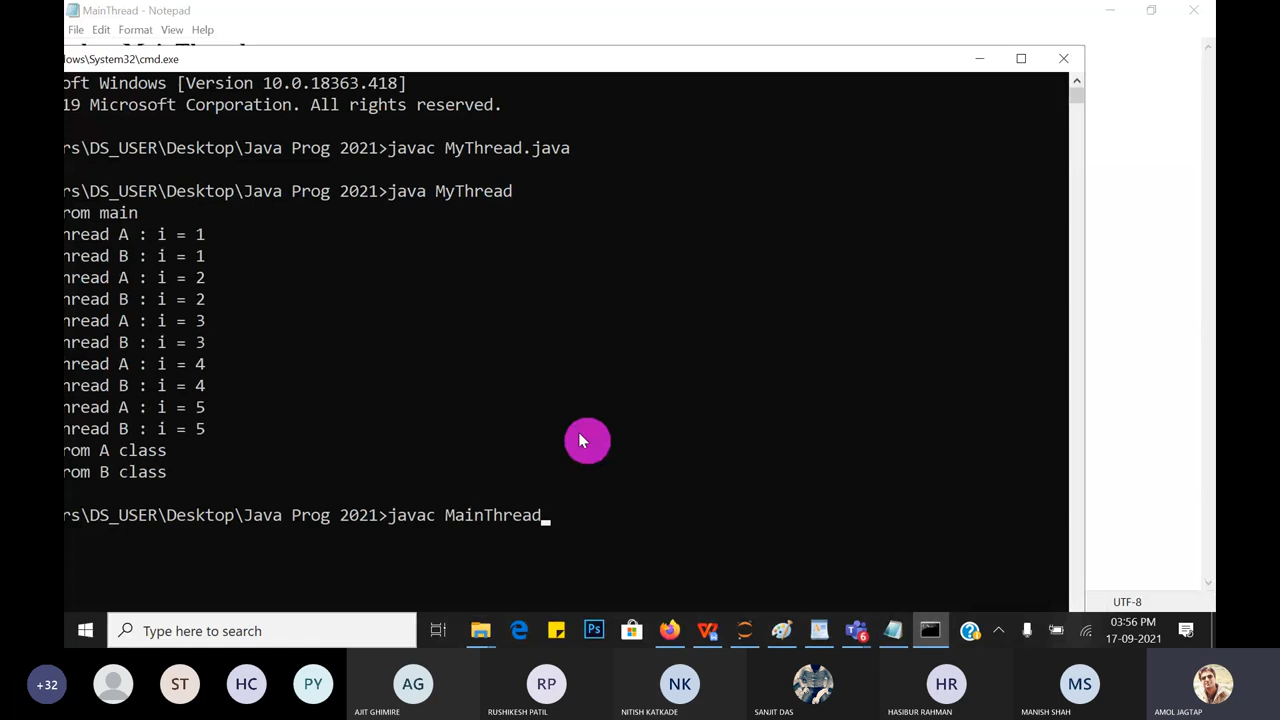 MainThread - Notepad
File Edit Format View Help
lows\System32\cmd.exe
oft Windows [Version 10.0.18363.418]
19 Microsoft Corporation. All rights reserved.
rs\DS_USER\Desktop\Java Prog 2021>javac MyThread.java
rs\DS_USER\Desktop\Java Prog 2021>java MyThread
rom main
hread A : i = 1
hread B : i = 1
hread A : i = 2
hread B : i = 2
hread A : i = 3
hread B : i = 3
hread A : i = 4
hread B : i = 4
hread A : i = 5
hread B : i = 5
rom A class
rom B class
rs\DS_USER\Desktop\Java Prog 2021>javac MainThread
UTF-8
Type here to search
Ps
6
03:56 PM
17-09-2021
+32 ST HC PY AG RP NK HR MS
AJIT GHIMIRE RUSHIKESH PATIL NITISH KATKADE SANJIT DAS HASIBUR RAHMAN MANISH SHAH AMOL JAGTAP